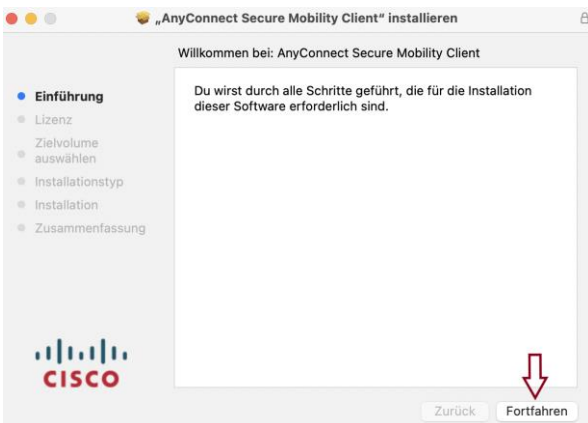 „AnyConnect Secure Mobility Client“ installieren
Willkommen bei: AnyConnect Secure Mobility Client
Einführung
Lizenz
Zielvolume
auswählen
Installationstyp
Installation
Zusammenfassung
Du wirst durch alle Schritte geführt, die für die Installation
dieser Software erforderlich sind.
CISCO
Zurück
Fortfahren